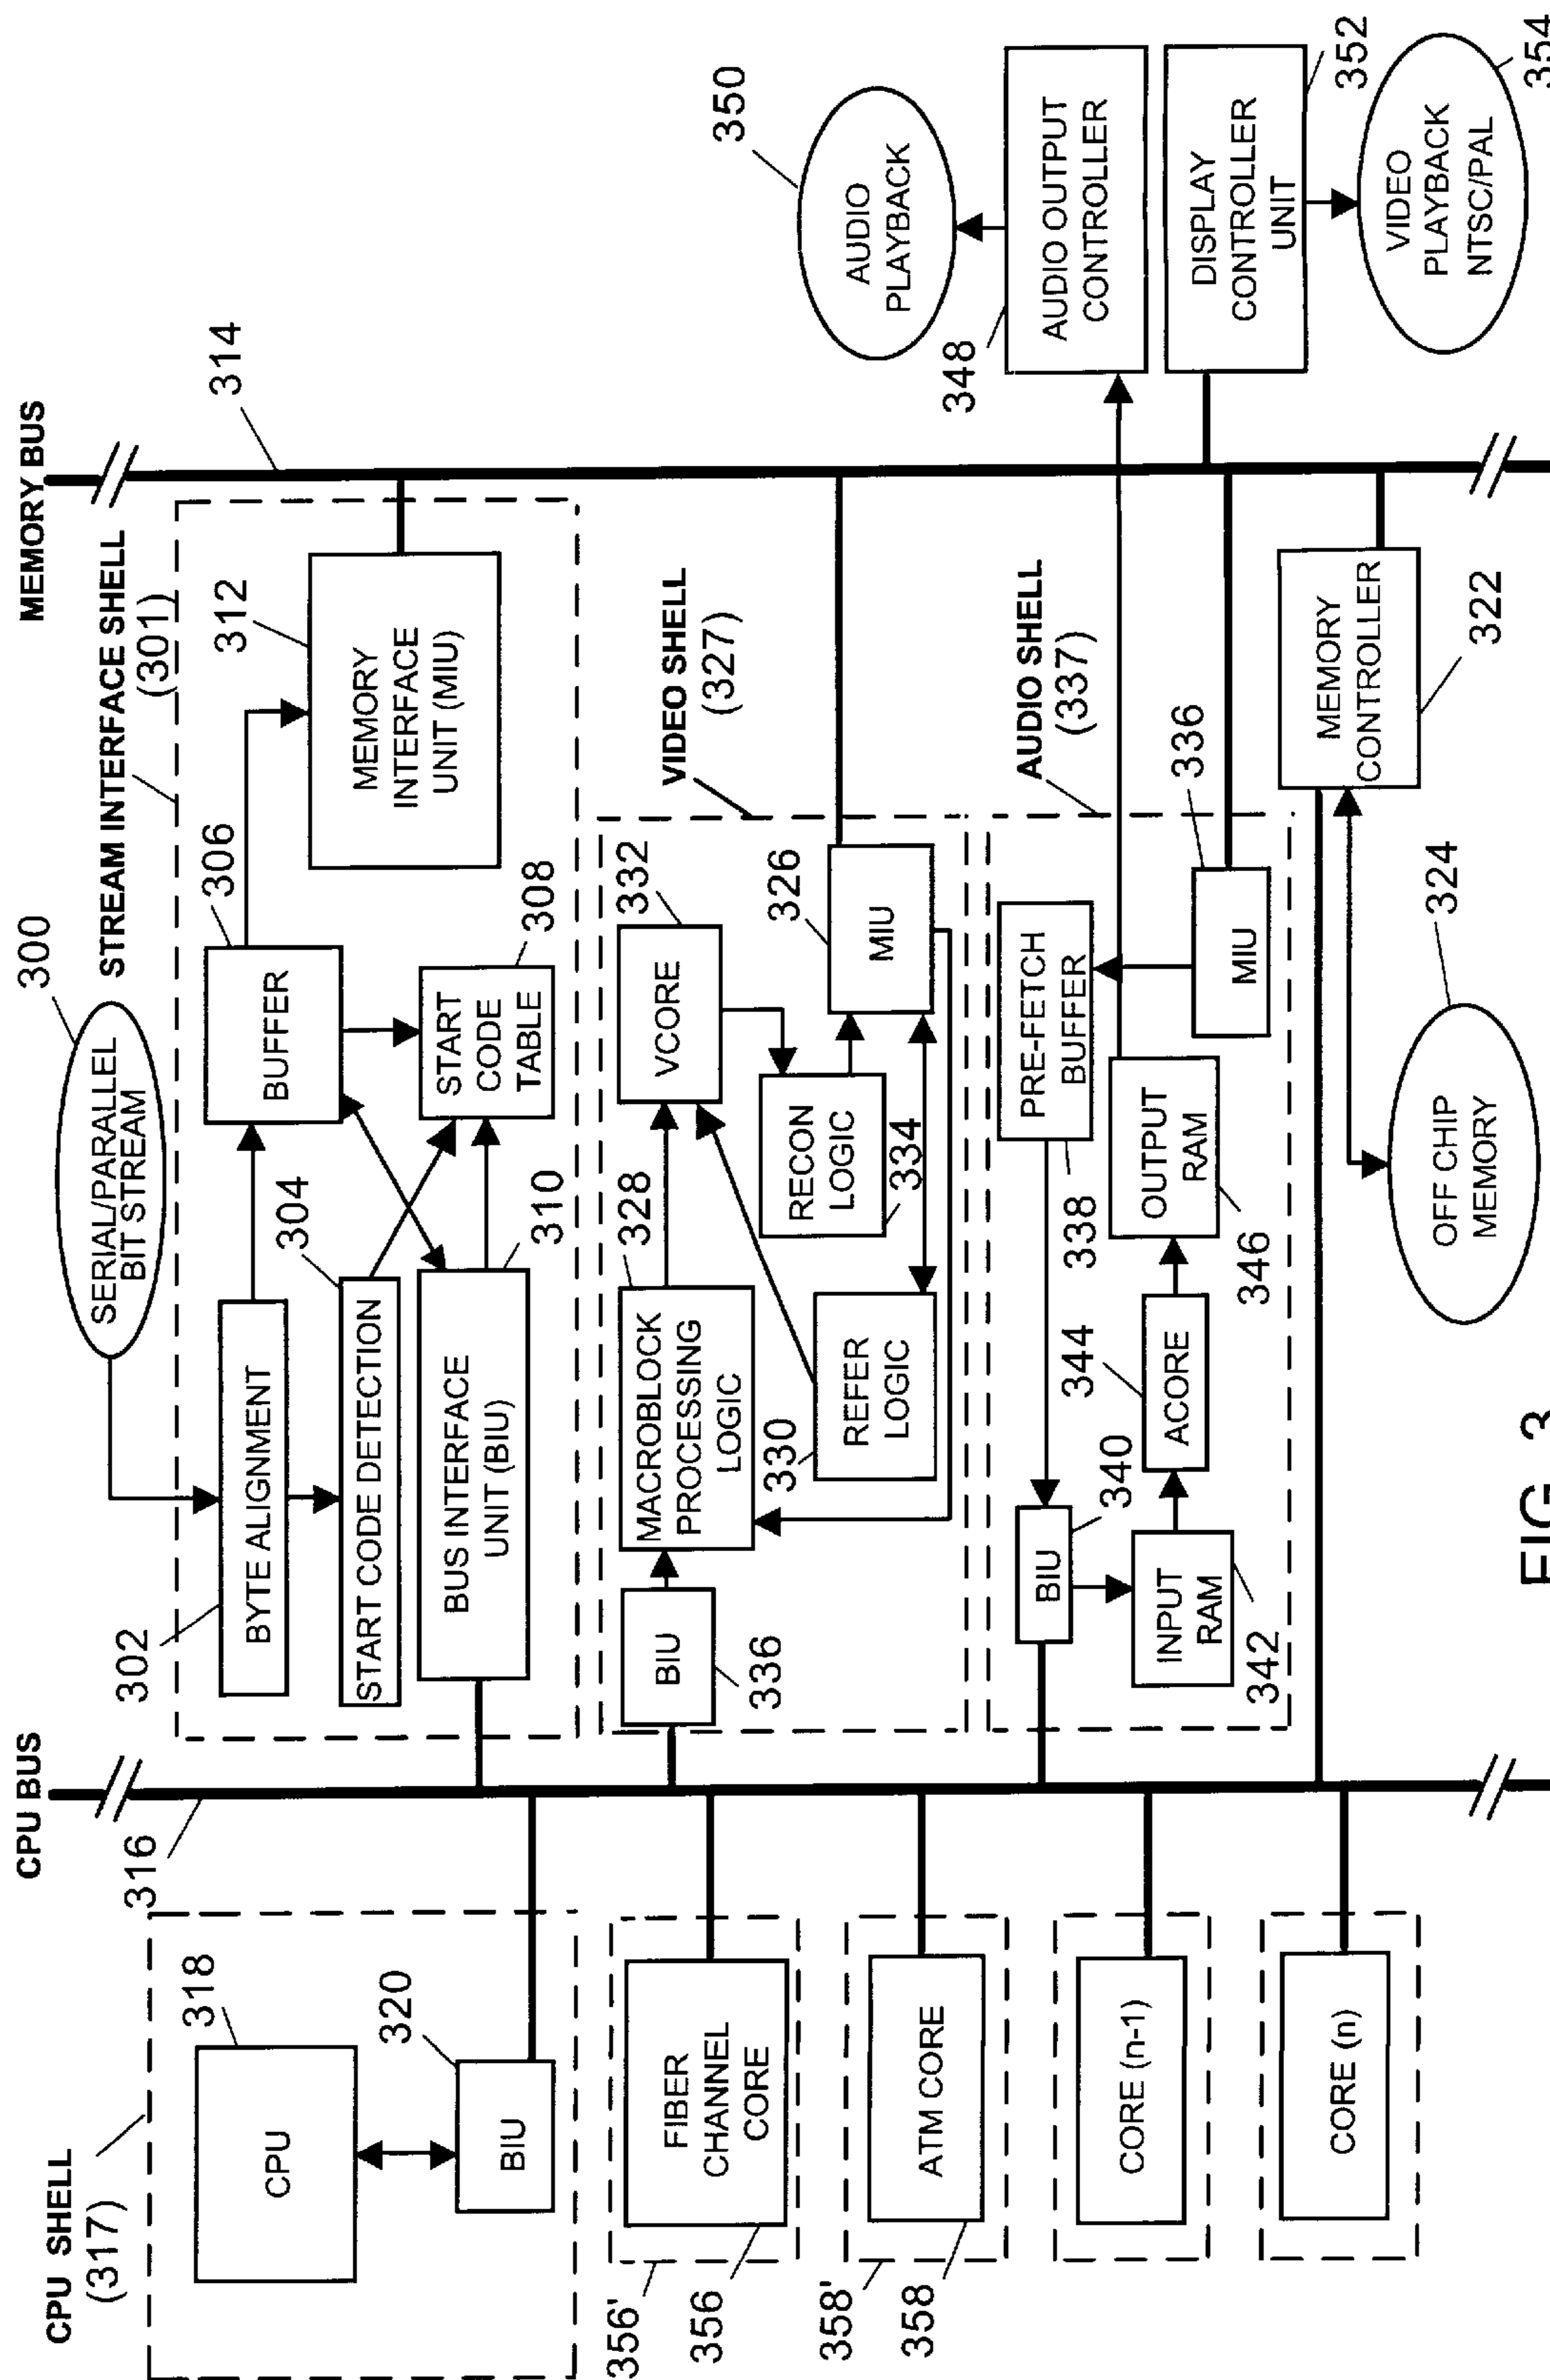 CPU SHELL
(317)
318
CPU
320
BIU
356'
356
FIBER
CHANNEL
CORE
358'
358
ATM CORE
CORE (n-1)
CORE (n)
CPU BUS
316
300
SERIAL/PARALLEL
BIT STREAM
STREAM INTERFACE SHELL
(301)
302
BYTE ALIGNMENT
304
START CODE DETECTION
BUS INTERFACE
UNIT (BIU)
310
306
BUFFER
308
START
CODE
TABLE
312
MEMORY
INTERFACE
UNIT (MIU)
VIDEO SHELL
(327)
BIU
336
328
MACROBLOCK
PROCESSING
LOGIC
330
REFER
LOGIC
332
VCORE
RECON
LOGIC
334
326
MIU
AUDIO SHELL
(337)
BIU
340
INPUT
RAM
342
344
ACORE
PRE-FETCH
BUFFER
338
OUTPUT
RAM
346
336
MIU
MEMORY
CONTROLLER
322
324
OFF CHIP
MEMORY
MEMORY BUS
314
350
AUDIO
PLAYBACK
348
AUDIO OUTPUT
CONTROLLER
DISPLAY
CONTROLLER
UNIT
352
VIDEO
PLAYBACK
NTSC/PAL
354
FIG. 3